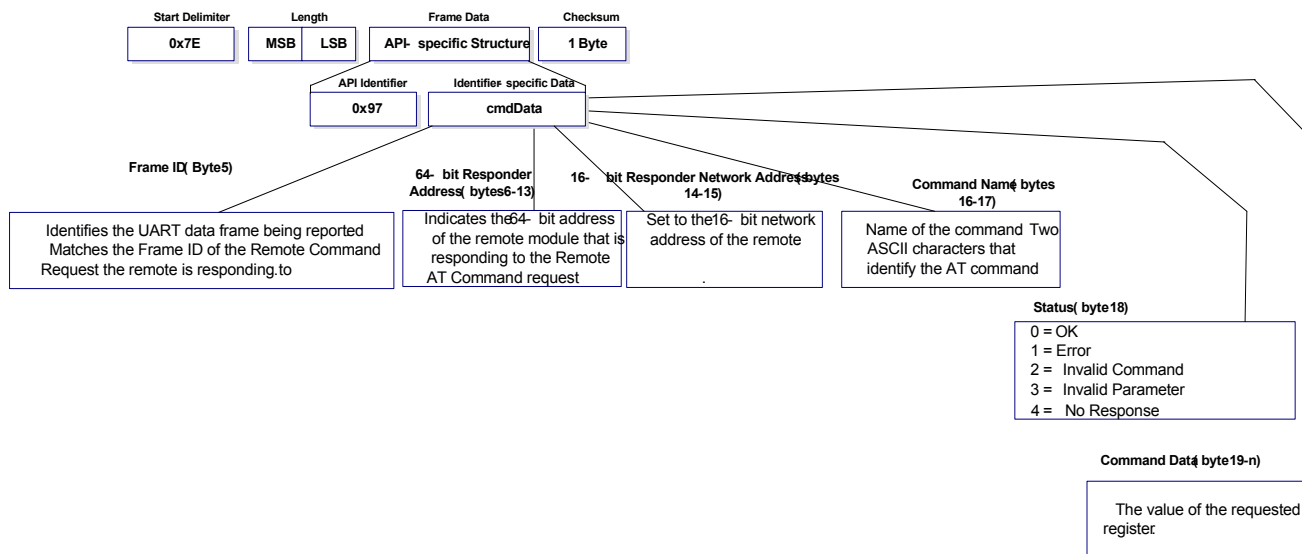 Start Delimiter Length Frame Data Checksum
0x7E MSB LSB API- specific Structure 1 Byte
API Identifier Identifier- specific Data
0x97 cmdData
Frame ID( Byte5)
64- bit Responder
Address( bytes6-13)
16- bit Responder Network Address( bytes
14-15)
Command Name( bytes
16-17)
Identifies the UART data frame being reported
Matches the Frame ID of the Remote Command
Request the remote is responding.to
Indicates the64- bit address
of the remote module that is
responding to the Remote
AT Command request
Set to the16- bit network
address of the remote
.
Name of the command Two
ASCII characters that
identify the AT command
Status( byte18)
0 = OK
1 = Error
2 = Invalid Command
3 = Invalid Parameter
4 = No Response
Command Data( byte19-n)
The value of the requested
register.